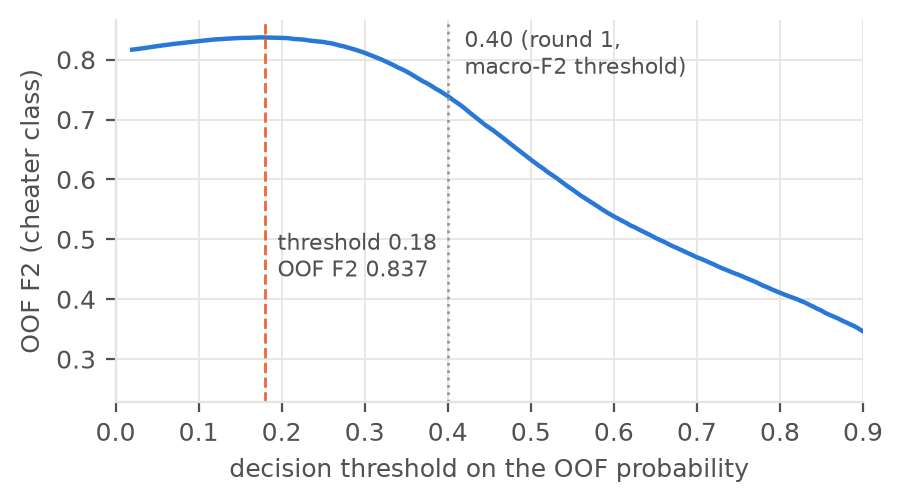 0.40 (round 1,
macro-F2 threshold)
threshold 0.18
OOF F2 0.837
OOF F2 (cheater class)
0.8
0.7
0.6
0.5
0.4
0.3
0.0 0.1 0.2 0.3 0.4 0.5 0.6 0.7 0.8 0.9
decision threshold on the OOF probability